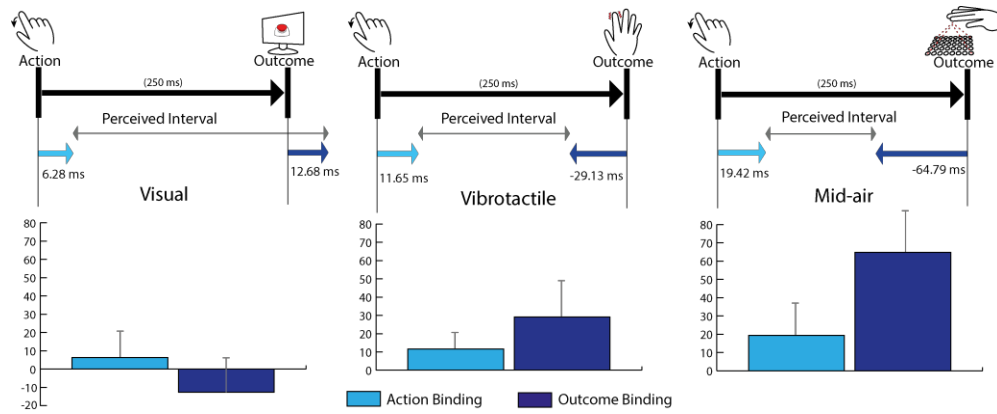 Action
Outcome
(250 ms)
Perceived Interval
6.28 ms
12.68 ms
Visual
80
70
60
50
40
30
20
10
0
-10
-20
Action
Outcome
(250 ms)
Perceived Interval
11.65 ms
-29.13 ms
Vibrotactile
80
70
60
50
40
30
20
10
0
Action
Outcome
(250 ms)
Perceived Interval
19.42 ms
-64.79 ms
Mid-air
80
70
60
50
40
30
20
10
0
Action Binding
Outcome Binding